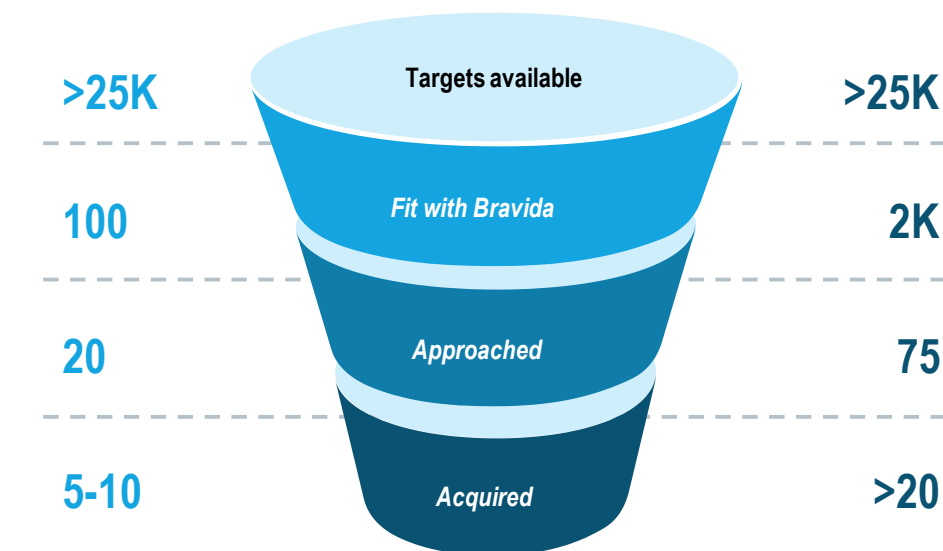 >25K Targets available >25K
100 Fit with Bravida 2K
20 Approached 75
5-10 Acquired >20